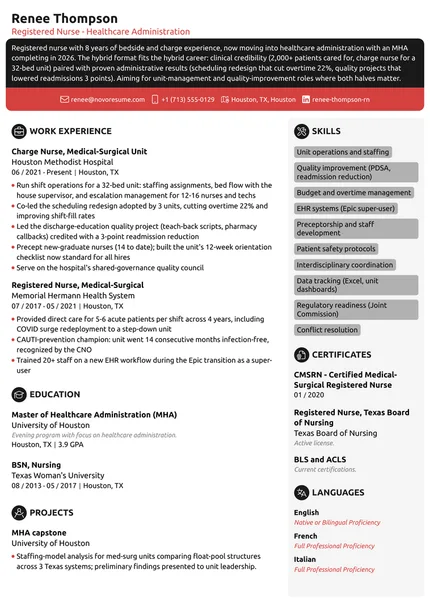 Renee Thompson
Registered Nurse - Healthcare Administration
Registered nurse with 8 years of bedside and charge experience, now moving into healthcare administration with an MHA
completing in 2026. The hybrid format fits the hybrid career: clinical credibility (2,000+ patients cared for, charge nurse for a
32-bed unit) paired with proven administrative results (scheduling redesign that cut overtime 22%, quality projects that
lowered readmissions 3 points). Aiming for unit-management and quality-improvement roles where both halves matter.
renee@novoresume.com
+1 (713) 555-0129
Houston, TX, Houston
renee-thompson-rn
WORK EXPERIENCE
Charge Nurse, Medical-Surgical Unit
Houston Methodist Hospital
06 / 2021 - Present | Houston, TX
Run shift operations for a 32-bed unit: staffing assignments, bed flow with the
house supervisor, and escalation management for 12-16 nurses and techs
Co-led the scheduling redesign adopted by 3 units, cutting overtime 22% and
improving shift-fill rates
Led the discharge-education quality project (teach-back scripts, pharmacy
callbacks) credited with a 3-point readmission reduction
Precept new-graduate nurses (14 to date); built the unit's 12-week orientation
checklist now standard for all hires
Serve on the hospital's shared-governance quality council
Registered Nurse, Medical-Surgical
Memorial Hermann Health System
07 / 2017 - 05 / 2021 | Houston, TX
Provided direct care for 5-6 acute patients per shift across 4 years, including
COVID surge redeployment to a step-down unit
CAUTI-prevention champion: unit went 14 consecutive months infection-free,
recognized by the CNO
Trained 20+ staff on a new EHR workflow during the Epic transition as a super-
user
EDUCATION
Master of Healthcare Administration (MHA)
University of Houston
Evening program with focus on healthcare administration.
Houston, TX | 3.9 GPA
BSN, Nursing
Texas Woman's University
08 / 2013 - 05 / 2017 | Houston, TX
PROJECTS
MHA capstone
University of Houston
Staffing-model analysis for med-surg units comparing float-pool structures
across 3 Texas systems; preliminary findings presented to unit leadership.
SKILLS
Unit operations and staffing
Quality improvement (PDSA,
readmission reduction)
Budget and overtime management
EHR systems (Epic super-user)
Preceptorship and staff
development
Patient safety protocols
Interdisciplinary coordination
Data tracking (Excel, unit
dashboards)
Regulatory readiness (Joint
Commission)
Conflict resolution
CERTIFICATES
CMSRN - Certified Medical-
Surgical Registered Nurse
01 / 2020
Registered Nurse, Texas Board
of Nursing
Texas Board of Nursing
Active license.
BLS and ACLS
Current certifications.
LANGUAGES
English
Native or Bilingual Proficiency
French
Full Professional Proficiency
Italian
Full Professional Proficiency